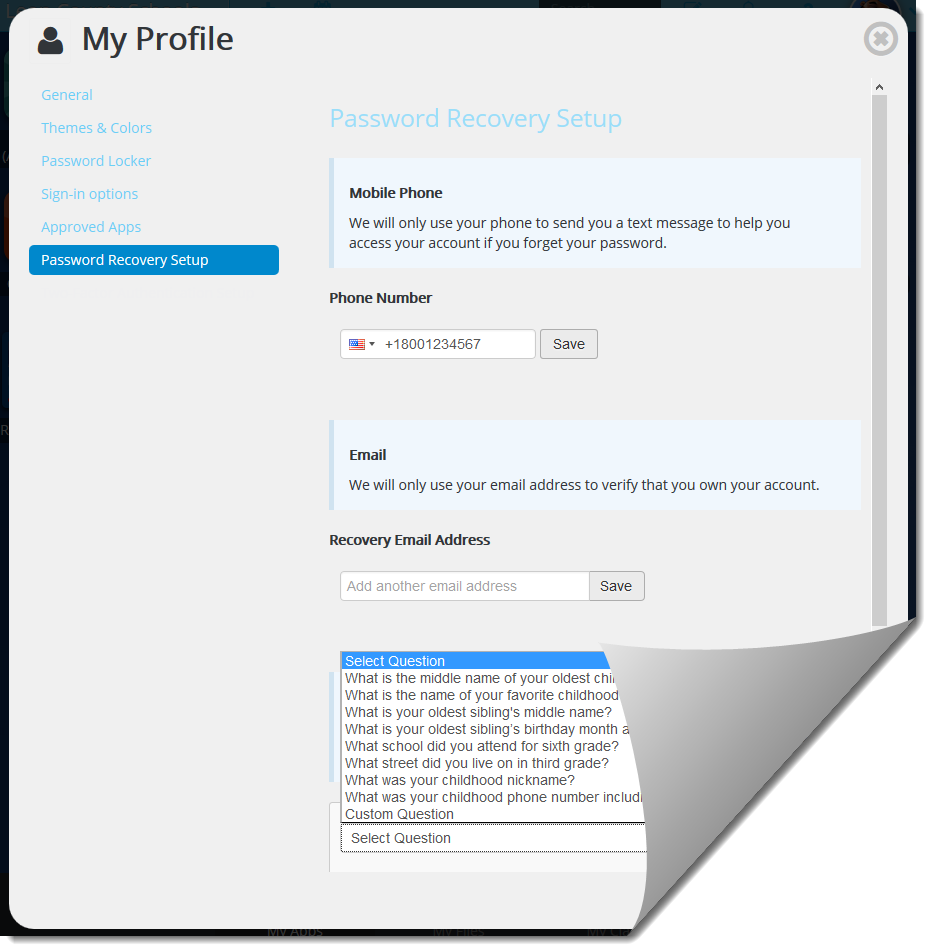 My Profile
General
Themes & Colors
Password Locker
Sign-in options
Approved Apps
Password Recovery Setup
Password Recovery Setup
Mobile Phone
We will only use your phone to send you a text message to help you
access your account if you forget your password.
Phone Number
+18001234567
Save
Email
We will only use your email address to verify that you own your account.
Recovery Email Address
Add another email address
Save
Select Question
What is the middle name of your oldest
What is the name of your favorite childhood
What is your oldest sibling's middle name?
What is your oldest sibling's birthday month
What school did you attend for sixth grade?
What street did you live on in third grade?
What was your childhood nickname?
What was your childhood phone number
Custom Question
Select Question
My Apps
My Files